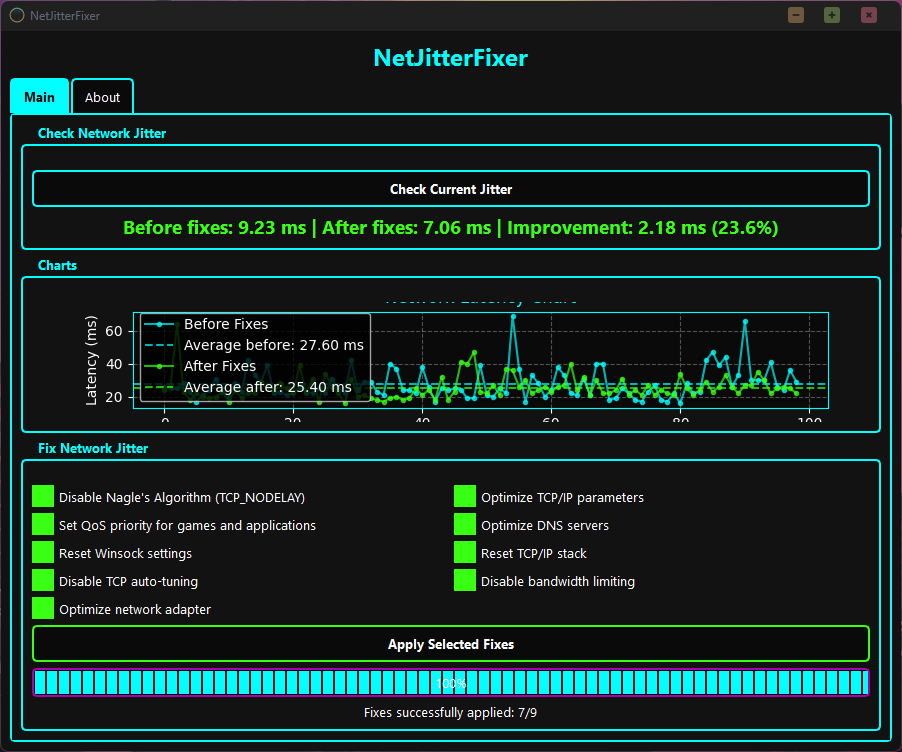 NetJitterFixer
NetJitterFixer
Main
About
Check Network Jitter
Check Current Jitter
Before fixes: 9.23 ms | After fixes: 7.06 ms | Improvement: 2.18 ms (23.6%)
Charts
Latency (ms)
60
40
20
Before Fixes
Average before: 27.60 ms
After Fixes
Average after: 25.40 ms
0 20 40 60 80 100
Fix Network Jitter
Disable Nagle's Algorithm (TCP_NODELAY)
Optimize TCP/IP parameters
Set QoS priority for games and applications
Optimize DNS servers
Reset Winsock settings
Reset TCP/IP stack
Disable TCP auto-tuning
Disable bandwidth limiting
Optimize network adapter
Apply Selected Fixes
100%
Fixes successfully applied: 7/9